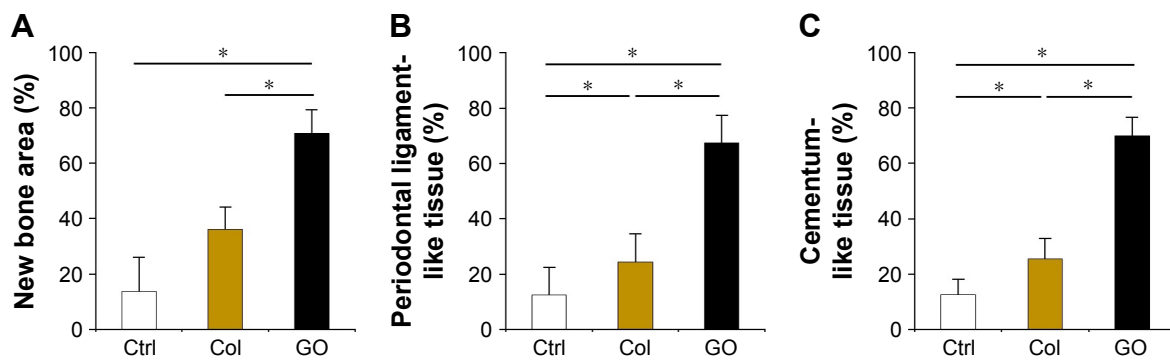 A
New bone area (%)
100
80
60
40
20
0
*
*
Ctrl
Col
GO
B
Periodontal ligament-
like tissue (%)
100
80
60
40
20
0
*
*
*
Ctrl
Col
GO
C
Cementum-
like tissue (%)
100
80
60
40
20
0
*
*
*
Ctrl
Col
GO